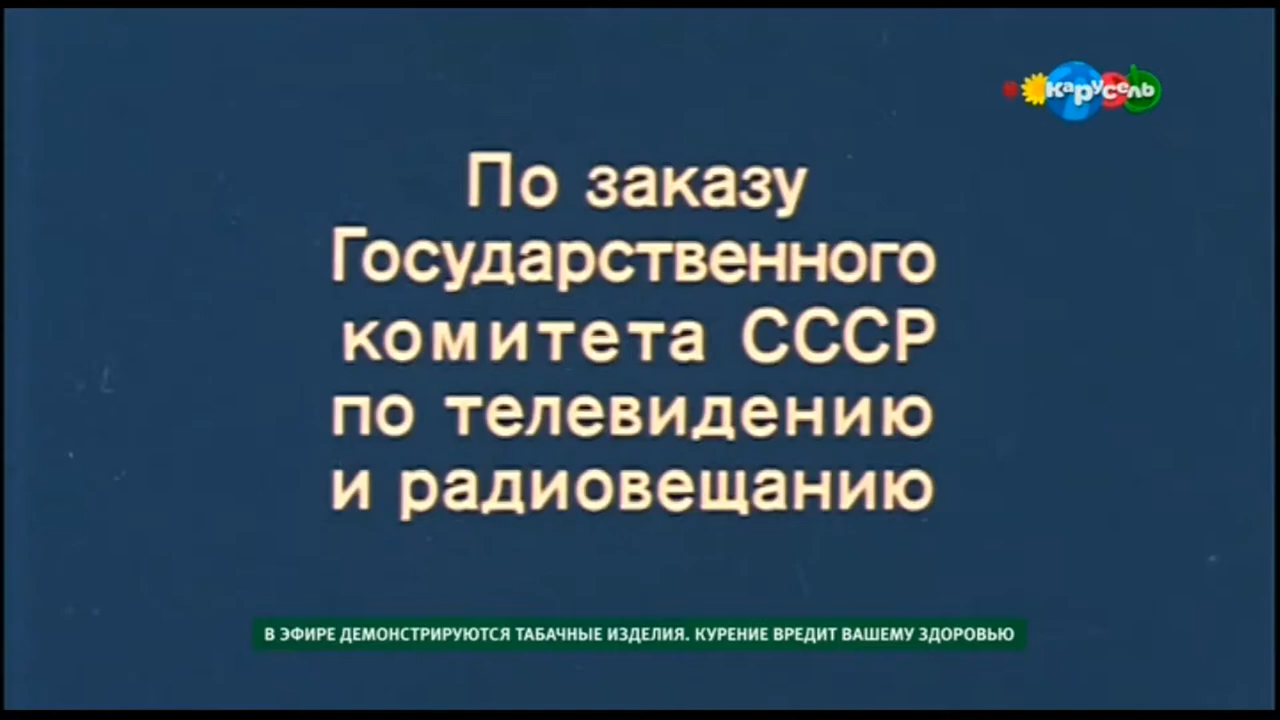 карусель
По заказу
Государственного
комитета СССР
по телевидению
и радиовещанию
В ЭФИРЕ ДЕМОНСТРИРУЮТСЯ ТАБАЧНЫЕ ИЗДЕЛИЯ. КУРЕНИЕ ВРЕДИТ ВАШЕМУ ЗДОРОВЬЮ